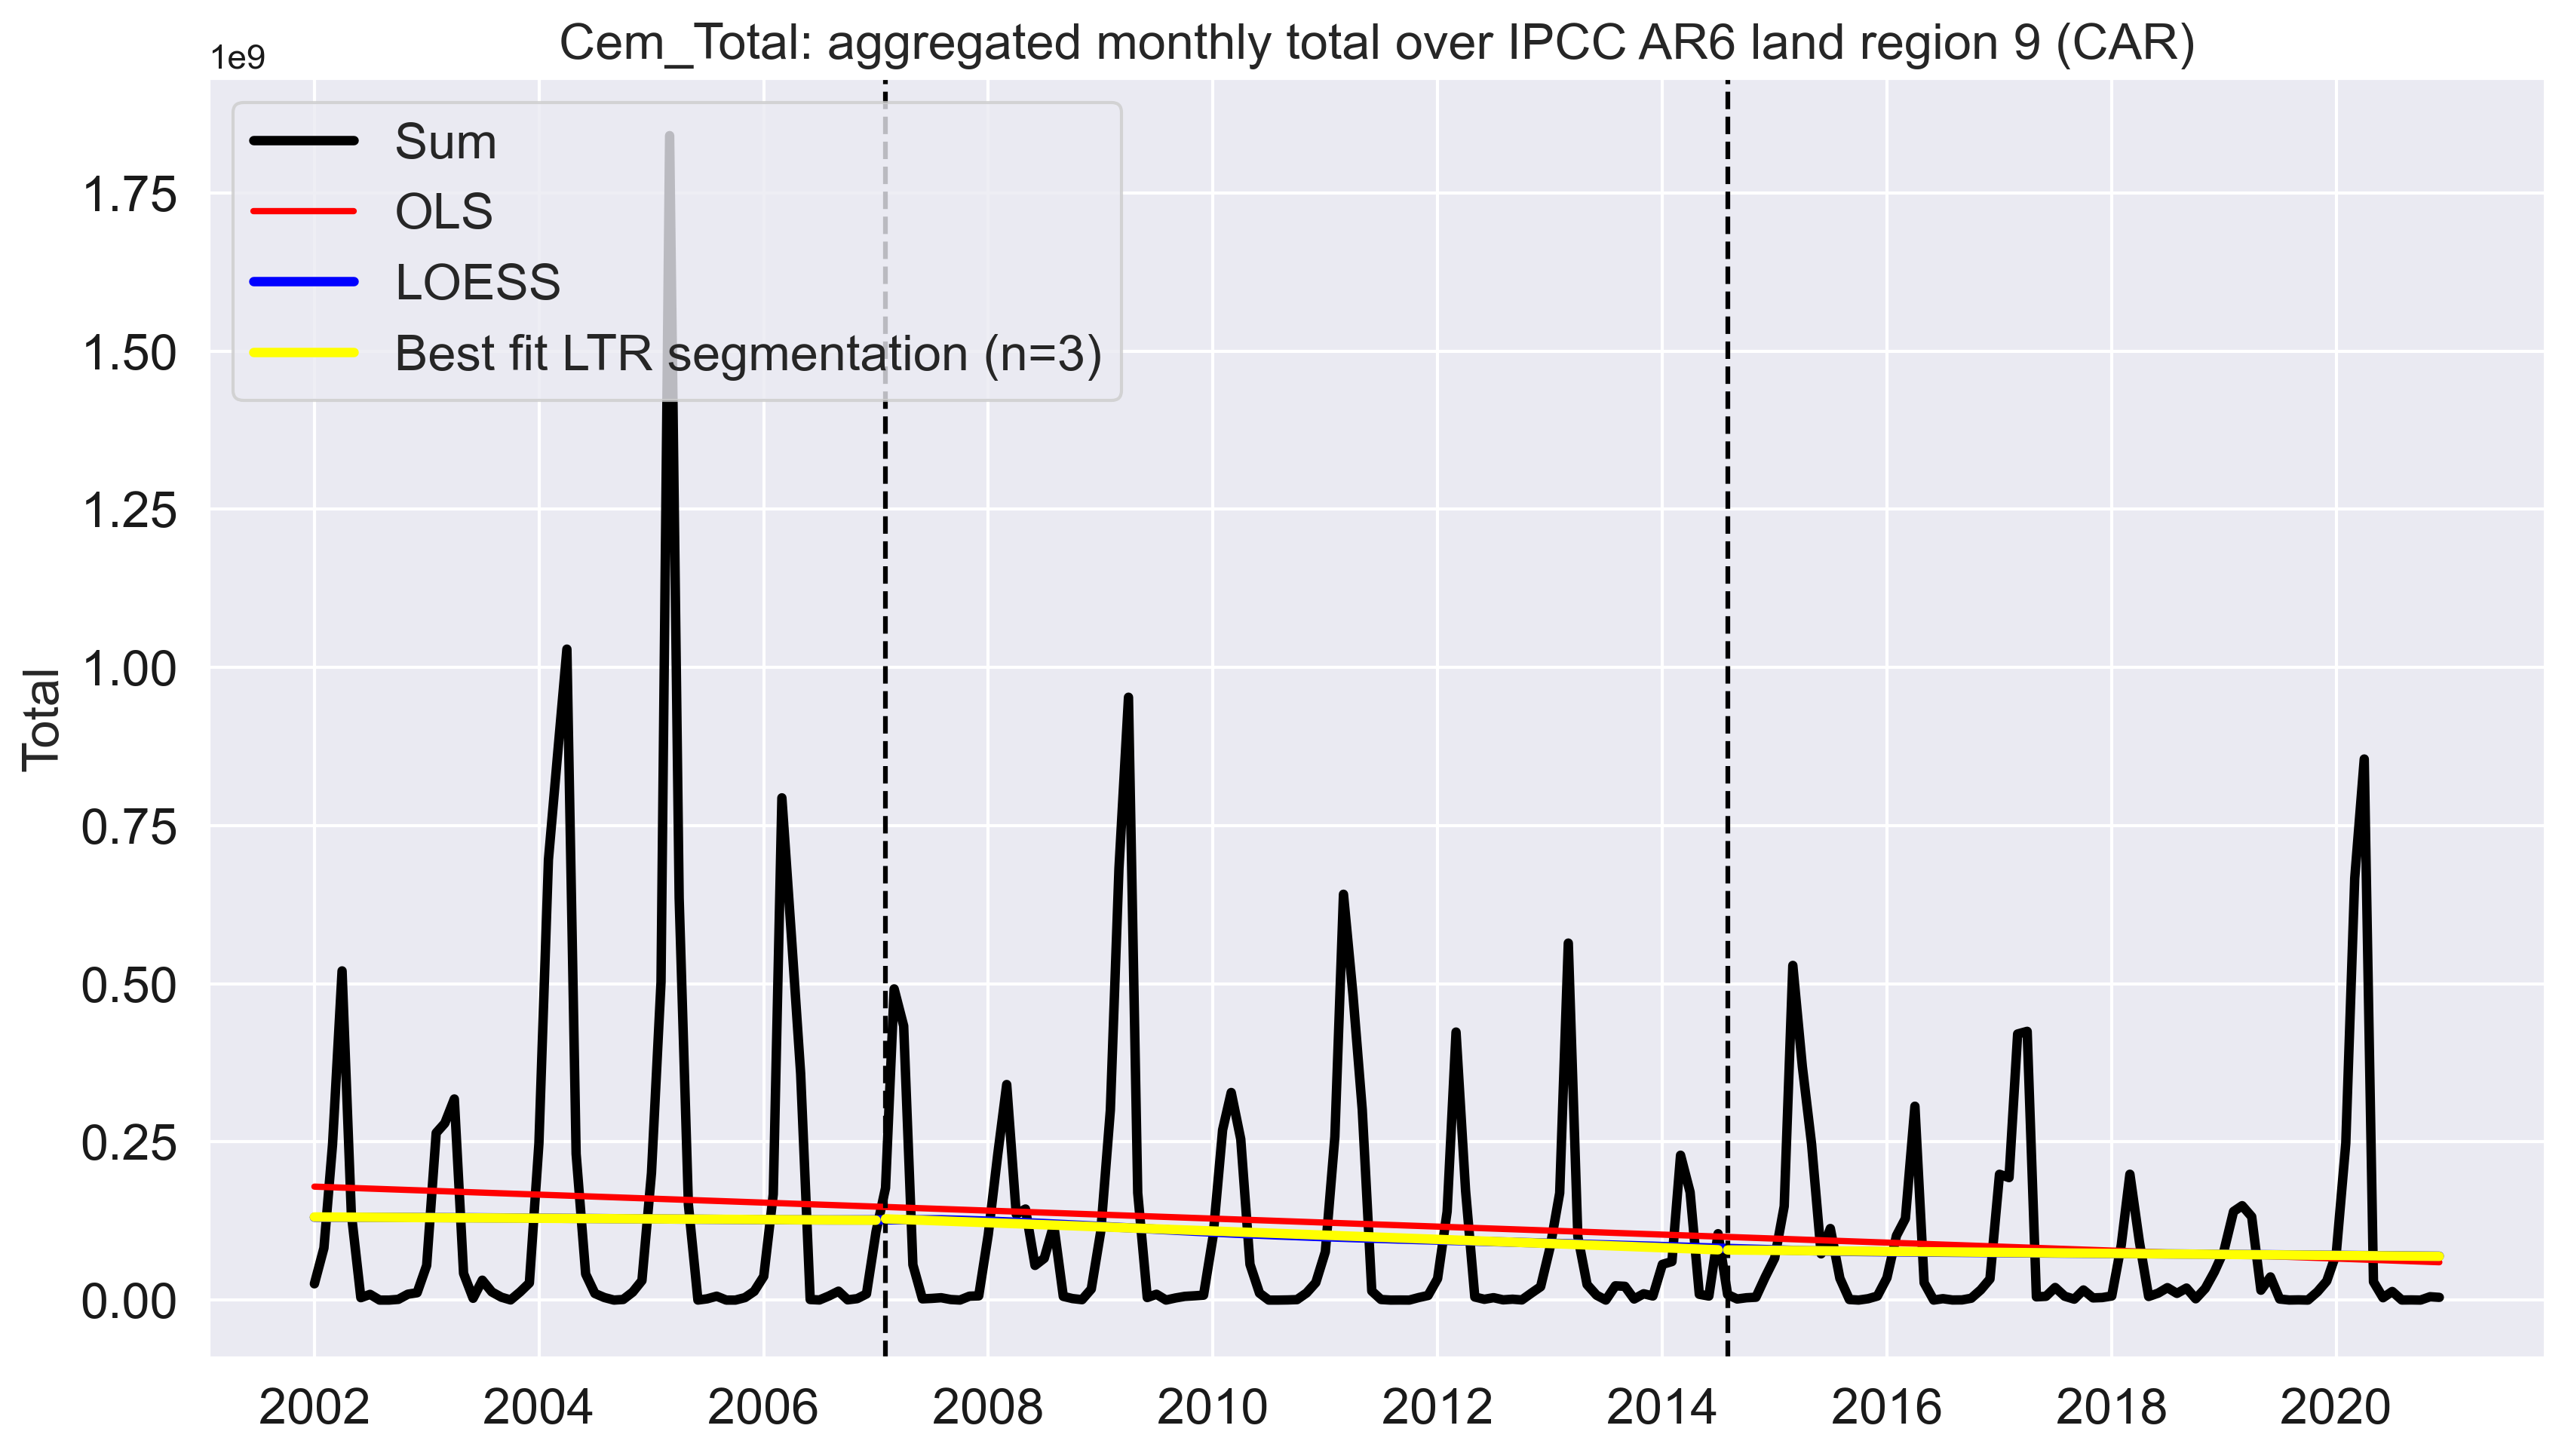 Cem_Total: aggregated monthly total over IPCC AR6 land region 9 (CAR)
1e9
Sum
OLS
LOESS
Best fit LTR segmentation (n=3)
1.75
1.50
1.25
1.00
0.75
0.50
0.25
0.00
Total
2002 2004 2006 2008 2010 2012 2014 2016 2018 2020